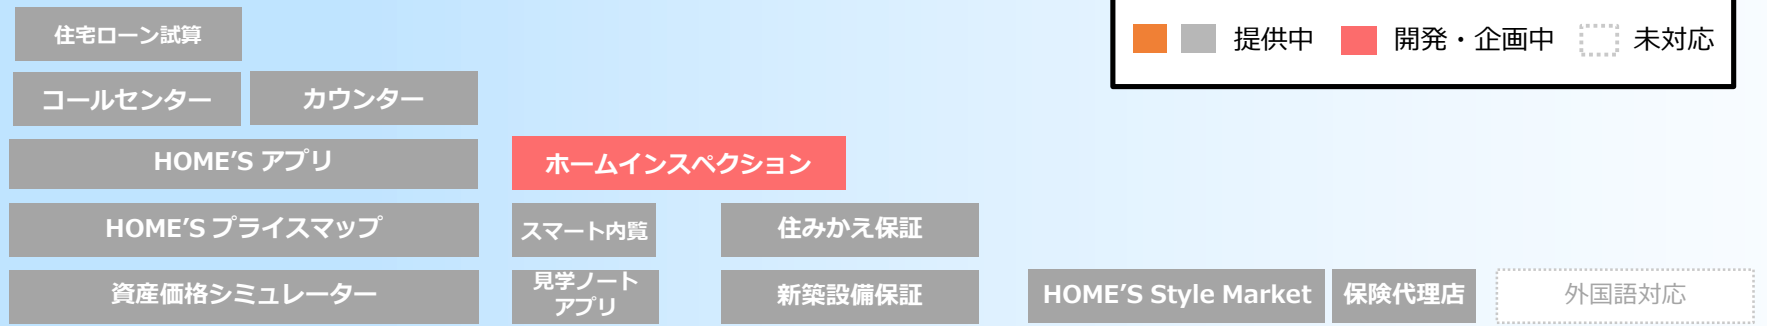 住宅ローン試算
提供中
開発・企画中
未対応
コールセンター
カウンター
HOME'S アプリ
ホームインスペクション
HOME'S プライスマップ
スマート内覧
住みかえ保証
資産価格シミュレーター
見学ノート
アプリ
新築設備保証
HOME'S Style Market
保険代理店
外国語対応